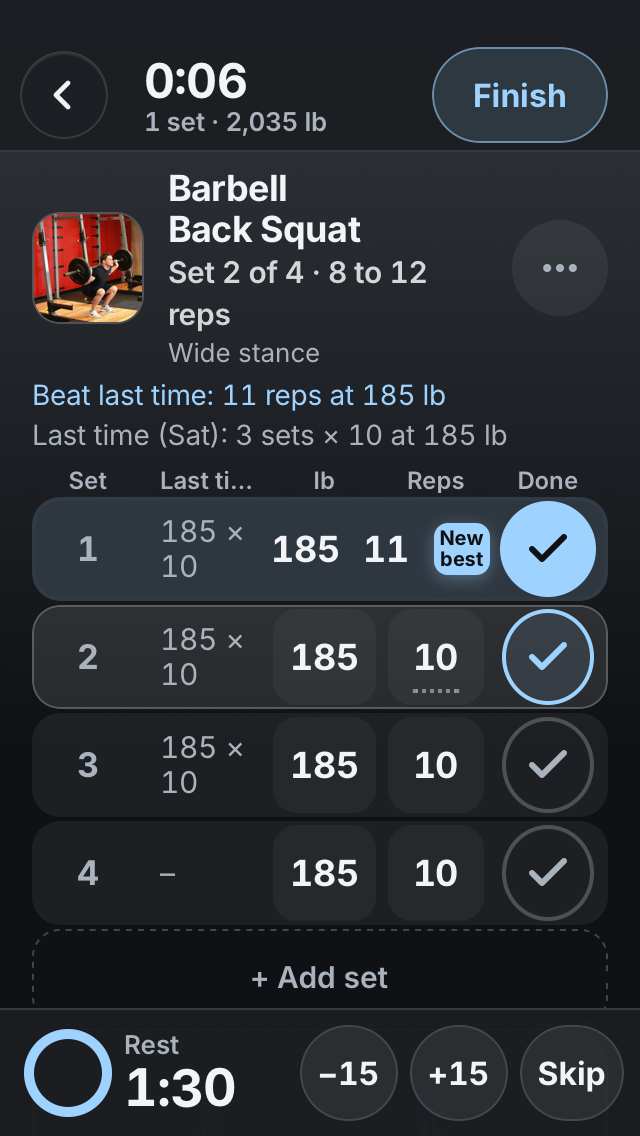 0:06
1 set · 2,035 lb
Finish
Barbell
Back Squat
Set 2 of 4 · 8 to 12
reps
Wide stance
Beat last time: 11 reps at 185 lb
Last time (Sat): 3 sets × 10 at 185 lb
Set Last ti... lb Reps Done
1 185 × 10 185 11 New best
2 185 × 10 185 10
3 185 × 10 185 10
4 – 185 10
+ Add set
Rest
1:30
−15 +15 Skip